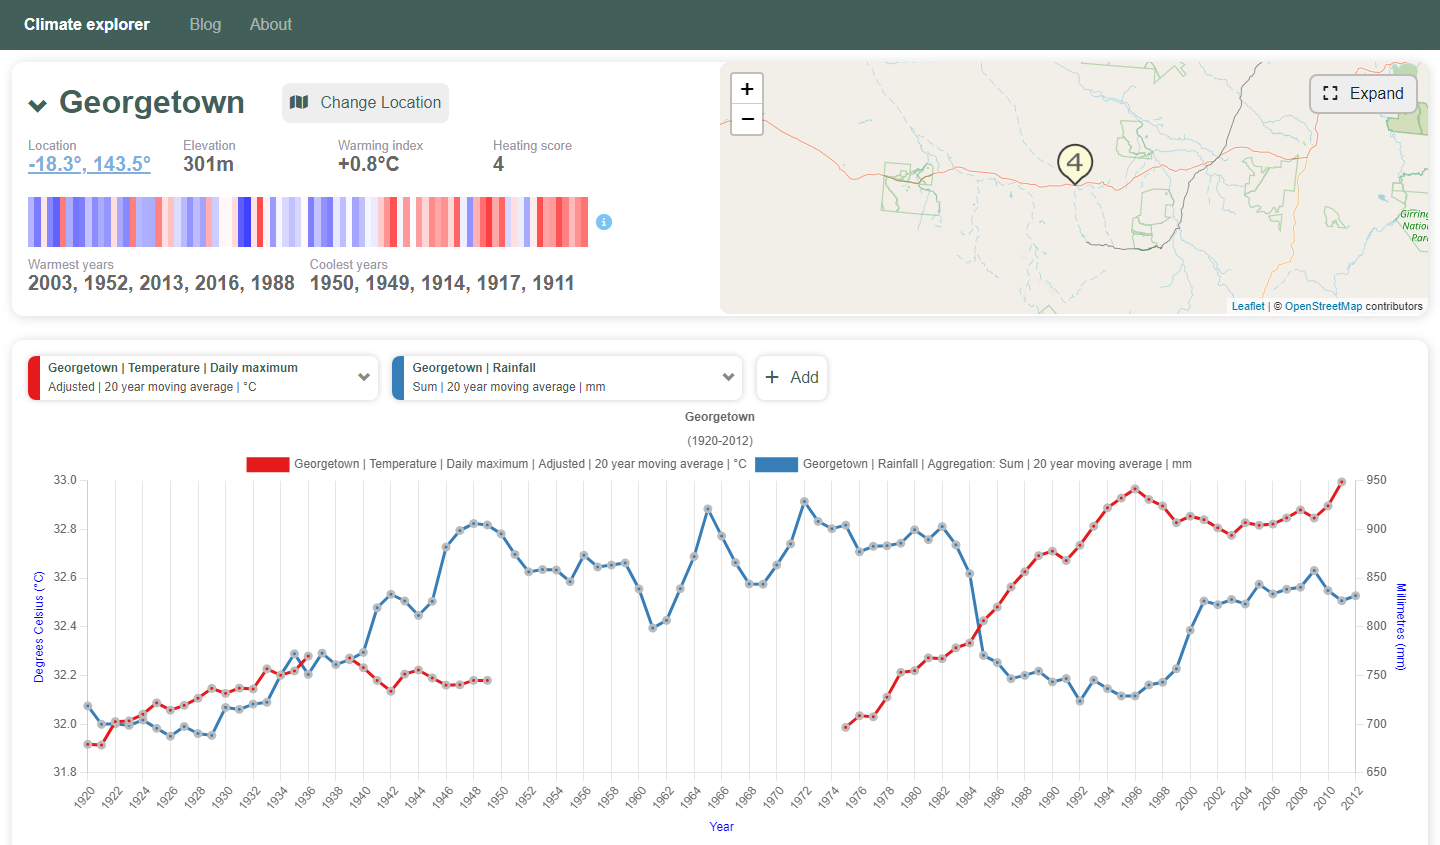 Climate explorer Blog About
Georgetown Change Location
+
−
Expand
4
Location Elevation Warming index Heating score
-18.3°, 143.5° 301m +0.8°C 4
Warmest years Coolest years
2003, 1952, 2013, 2016, 1988 1950, 1949, 1914, 1917, 1911
Leaflet | © OpenStreetMap contributors
Georgetown | Temperature | Daily maximum
Adjusted | 20 year moving average | °C
Georgetown | Rainfall
Sum | 20 year moving average | mm
+ Add
Georgetown
(1920-2012)
Georgetown | Temperature | Daily maximum | Adjusted | 20 year moving average | °C
Georgetown | Rainfall | Aggregation: Sum | 20 year moving average | mm
33.0 950
32.8 900
32.6 850
32.4 800
32.2 750
32.0 700
31.8 650
Degrees Celsius (°C)
Millimetres (mm)
1920 1922 1924 1926 1928 1930 1932 1934 1936 1938 1940 1942 1944 1946 1948 1950 1952 1954 1956 1958 1960 1962 1964 1966 1968 1970 1972 1974 1976 1978 1980 1982 1984 1986 1988 1990 1992 1994 1996 1998 2000 2002 2004 2006 2008 2010 2012
Year